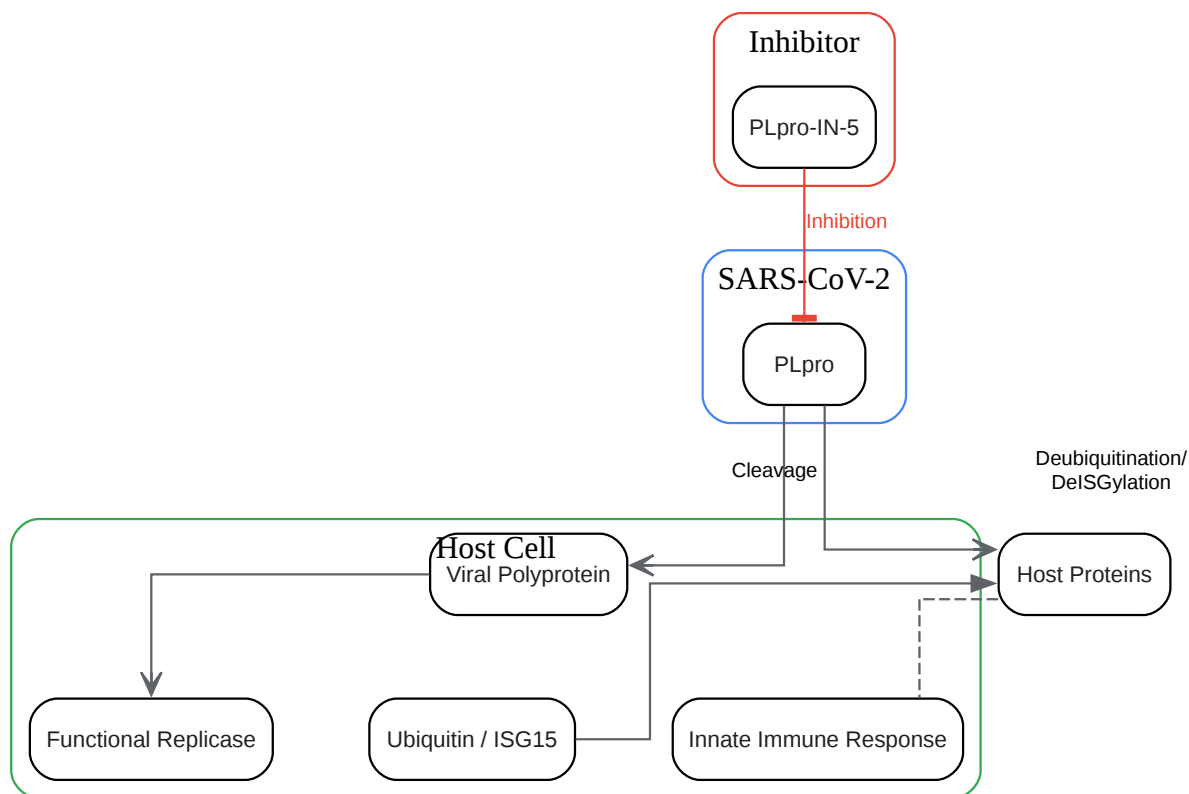 Inhibitor
PLpro-IN-5
Inhibition
SARS-CoV-2
PLpro
Cleavage
Deubiquitination/
DeISGylation
Host Cell
Viral Polyprotein
Host Proteins
Functional Replicase
Ubiquitin / ISG15
Innate Immune Response